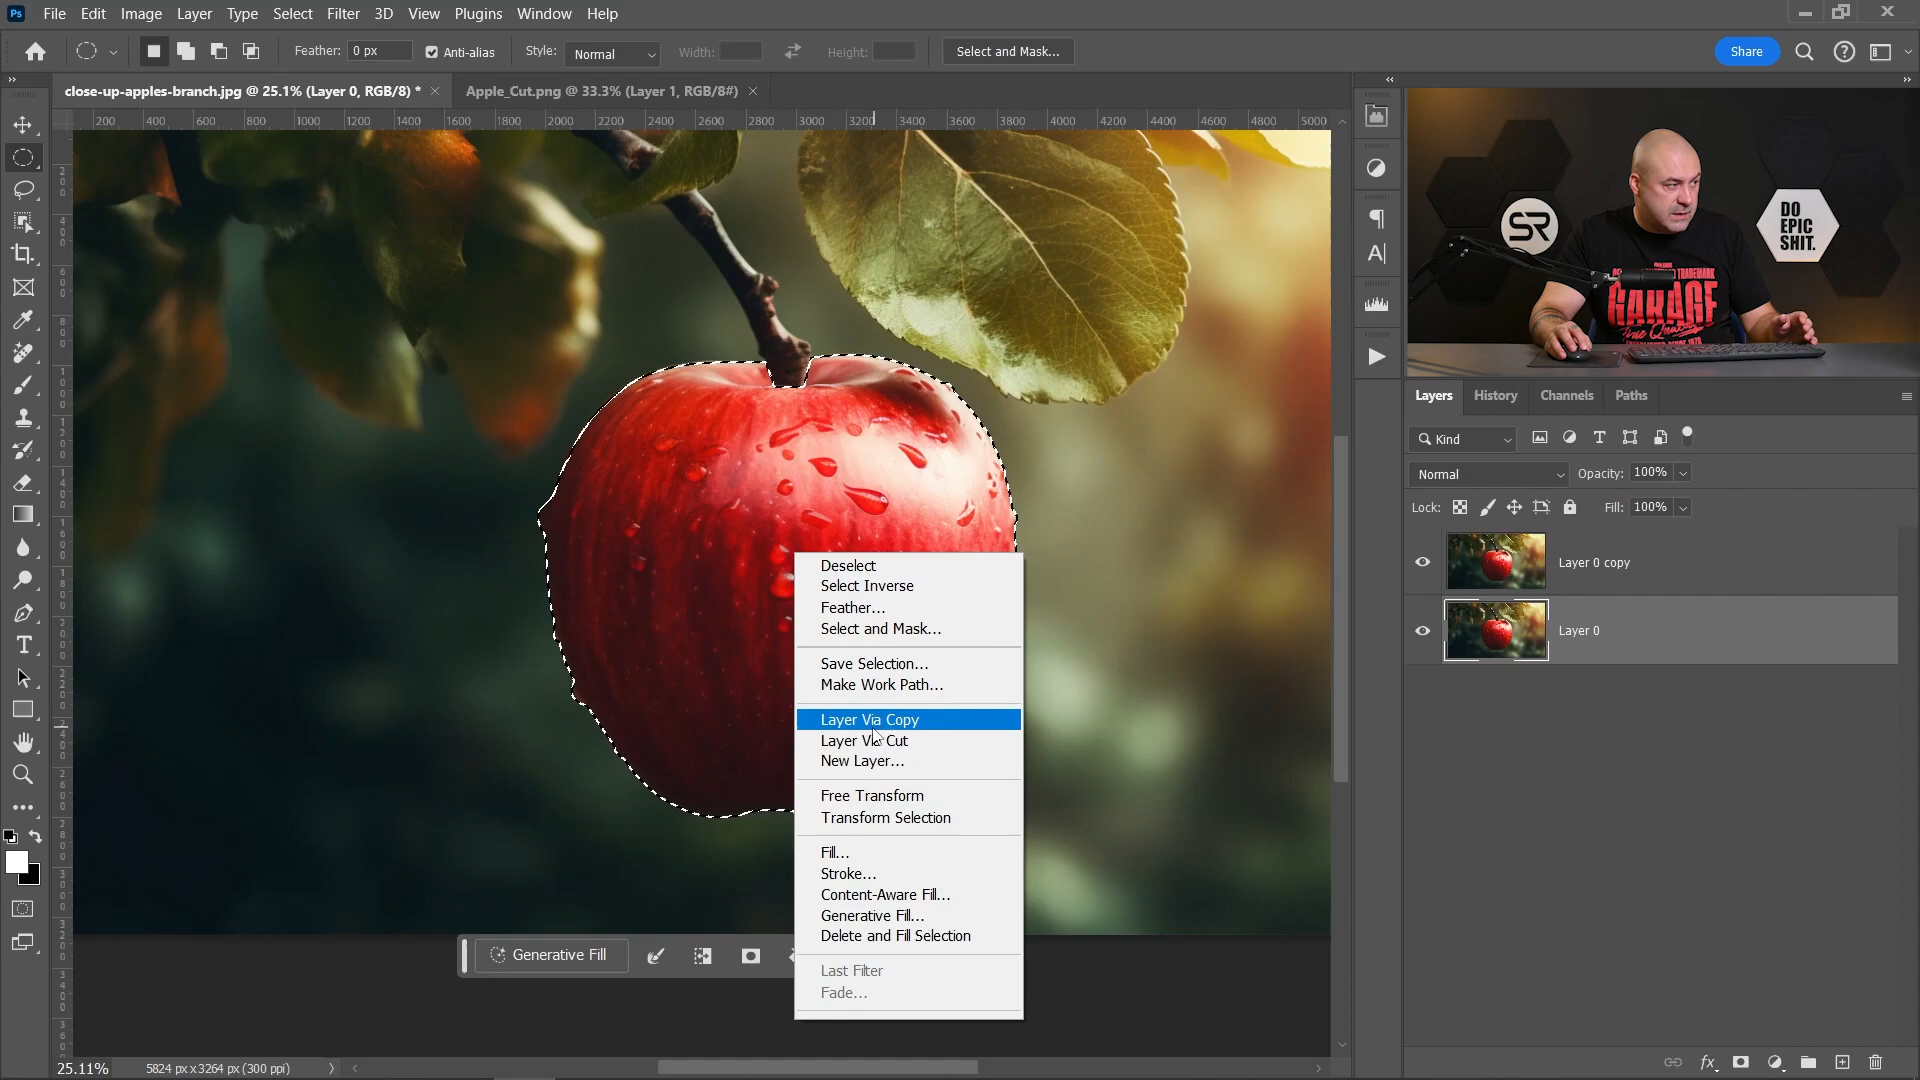 Ps File Edit Image Layer Type Select Filter 3D View Plugins Window Help
Feather: 0 px Anti-alias Style: Normal Width: Height: Select and Mask... Share
close-up-apples-branch.jpg @ 25.1% (Layer 0, RGB/8) * Apple_Cut.png @ 33.3% (Layer 1, RGB/8#)
200 400 600 800 1000 1200 1400 1600 1800 2000 2200 2400 2600 2800 3000 3200 3400 3600 3800 4000 4200 4400 4600 4800 5000
SR
DO
EPIC
SHIT.
GARAGE
Layers History Channels Paths
Kind
Normal Opacity: 100%
Lock: Fill: 100%
Layer 0 copy
Layer 0
Deselect
Select Inverse
Feather...
Select and Mask...
Save Selection...
Make Work Path...
Layer Via Copy
Layer Via Cut
New Layer...
Free Transform
Transform Selection
Fill...
Stroke...
Content-Aware Fill...
Generative Fill...
Delete and Fill Selection
Last Filter
Fade...
Generative Fill
25.11% 5824 px x 3264 px (300 ppi)